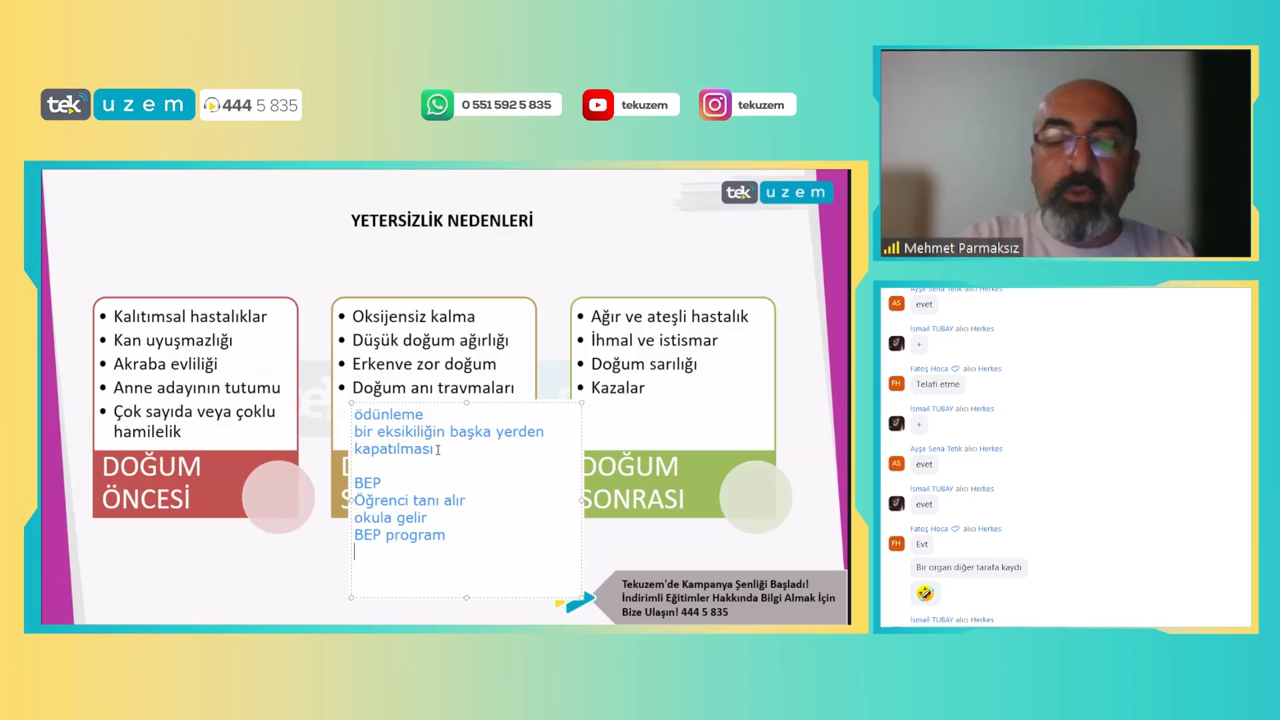 tek uzem 444 5 835
0 551 592 5 835
tekuzem
tekuzem
tek uzem
YETERSİZLİK NEDENLERİ
• Kalıtımsal hastalıklar
• Kan uyuşmazlığı
• Akraba evliliği
• Anne adayının tutumu
• Çok sayıda veya çoklu
hamilelik
DOĞUM
ÖNCESİ
• Oksijensiz kalma
• Düşük doğum ağırlığı
• Erkenve zor doğum
• Doğum anı travmaları
ödünleme
bir eksikiliğin başka yerden
kapatılması
BEP
Öğrenci tanı alır
okula gelir
BEP program
• Ağır ve ateşli hastalık
• İhmal ve istismar
• Doğum sarılığı
• Kazalar
DOĞUM
SONRASI
Tekuzem'de Kampanya Şenliği Başladı!
İndirimli Eğitimler Hakkında Bilgi Almak İçin
Bize Ulaşın! 444 5 835
Mehmet Parmaksız
Ayşe Sena Tetik alıcı Herkes
AS evet
İsmail TUBAY alıcı Herkes
+
Fatoş Hoca alıcı Herkes
FH Telafi etme
İsmail TUBAY alıcı Herkes
+
Ayşe Sena Tetik alıcı Herkes
AS evet
İsmail TUBAY alıcı Herkes
evet
Fatoş Hoca alıcı Herkes
FH Evt
Bir organ diğer tarafa kaydı
İsmail TUBAY alıcı Herkes